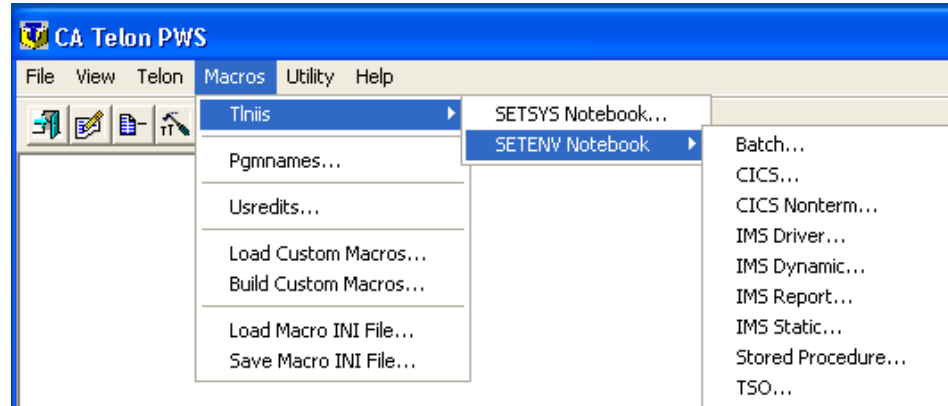 CA Telon PWS
File View Telon Macros Utility Help
Tlniis
Pgmnames...
Usredits...
Load Custom Macros...
Build Custom Macros...
Load Macro INI File...
Save Macro INI File...
SETSYS Notebook...
SETENV Notebook
Batch...
CICS...
CICS Nonterm...
IMS Driver...
IMS Dynamic...
IMS Report...
IMS Static...
Stored Procedure...
TSO...